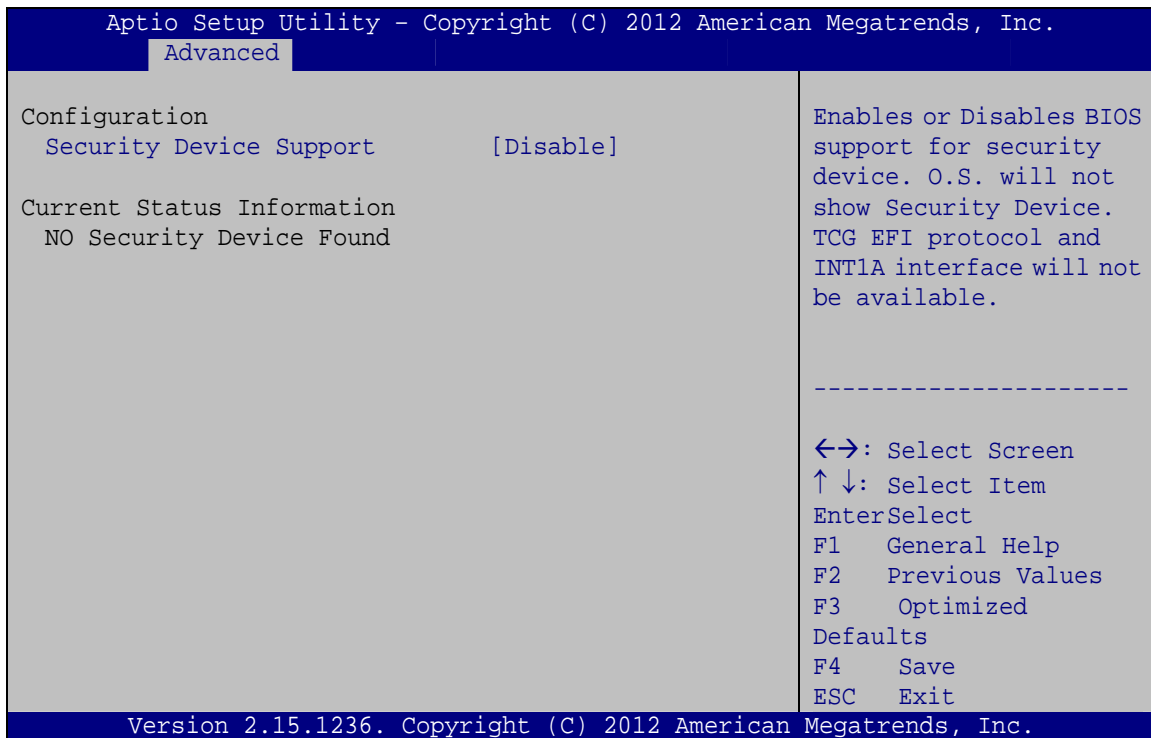 Aptio Setup Utility – Copyright (C) 2012 American Megatrends, Inc.
Advanced
Configuration
Security Device Support [Disable]
Current Status Information
NO Security Device Found
Enables or Disables BIOS
support for security
device. O.S. will not
show Security Device.
TCG EFI protocol and
INT1A interface will not
be available.
----------------------
←→: Select Screen
↑ ↓: Select Item
EnterSelect
F1 General Help
F2 Previous Values
F3 Optimized
Defaults
F4 Save
ESC Exit
Version 2.15.1236. Copyright (C) 2012 American Megatrends, Inc.